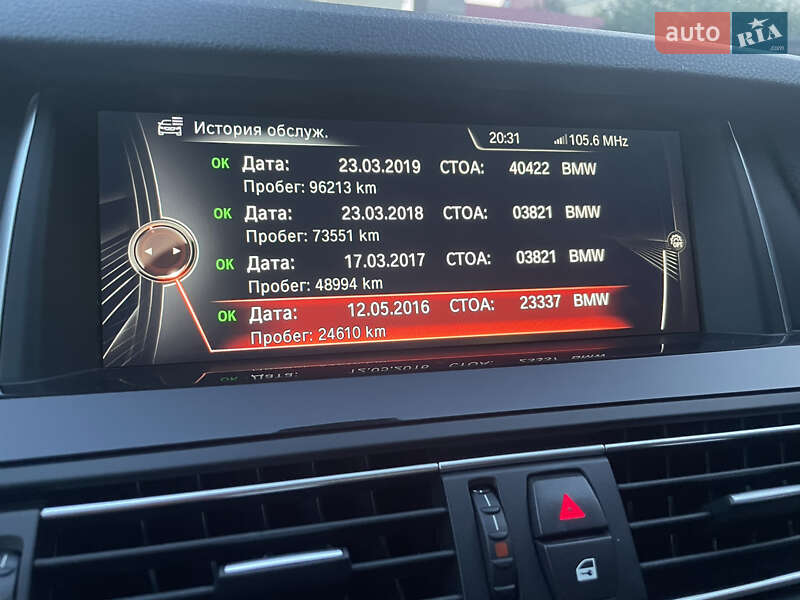 auto RIA .com
История обслуж.
20:31 105.6 MHz
OK Дата: 23.03.2019 СТОА: 40422 BMW
Пробег: 96213 km
OK Дата: 23.03.2018 СТОА: 03821 BMW
Пробег: 73551 km
OK Дата: 17.03.2017 СТОА: 03821 BMW
Пробег: 48994 km
OK Дата: 12.05.2016 СТОА: 23337 BMW
Пробег: 24610 km